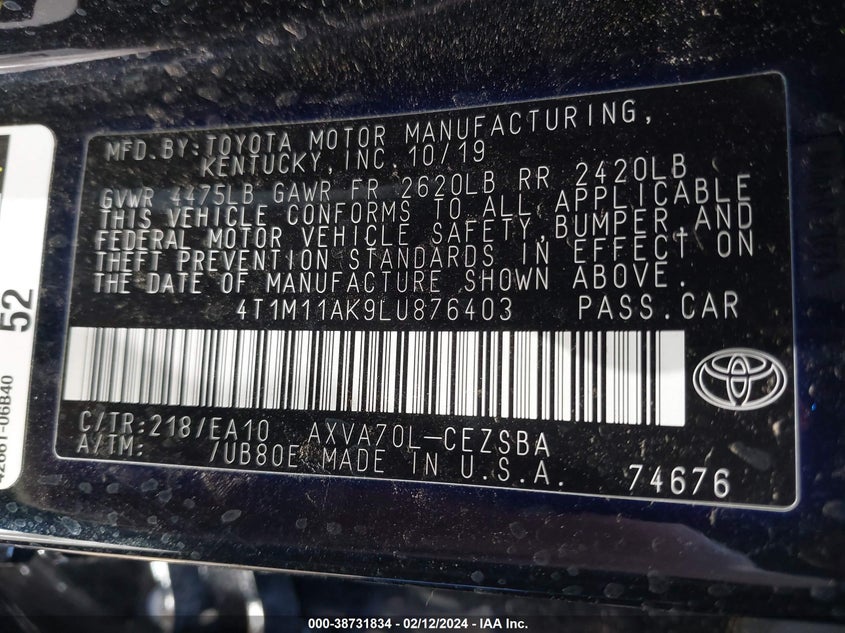 MFD.BY:TOYOTA MOTOR MANUFACTURING,
KENTUCKY,INC.10/19
GVWR 4475LB GAWR FR 2620LB RR 2420LB
THIS VEHICLE CONFORMS TO ALL APPLICABLE
FEDERAL MOTOR VEHICLE SAFETY,BUMPER,AND
THEFT PREVENTION STANDARDS IN EFFECT ON
THE DATE OF MANUFACTURE SHOWN ABOVE.
4T1M11AK9LU876403 PASS.CAR
C/TR:218/EA10 AXVA70L-CEZSBA
A/TM: /UB80E MADE IN U.S.A. 74676
52
42661-06B40
000-38731834 - 02/12/2024 - IAA Inc.